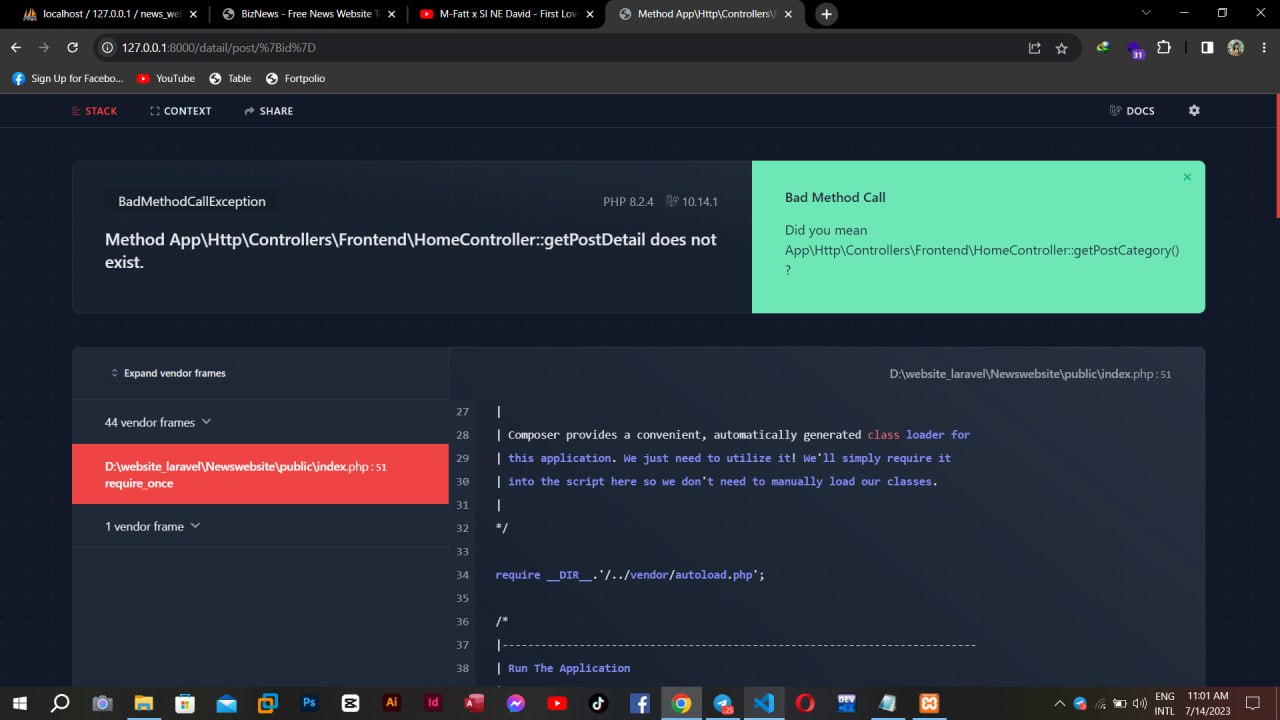 localhost / 127.0.0.1 / news_wel
BizNews - Free News Website Te
M-Fatt x SI NE David - First Lov
Method App\Http\Controllers\F
127.0.0.1:8000/datail/post/%7Bid%7D
31
Sign Up for Facebo...
YouTube
Table
Fortpolio
STACK
CONTEXT
SHARE
DOCS
BadMethodCallException
PHP 8.2.4
10.14.1
Method App\Http\Controllers\Frontend\HomeController::getPostDetail does not
exist.
Bad Method Call
Did you mean
App\Http\Controllers\Frontend\HomeController::getPostCategory()
?
Expand vendor frames
44 vendor frames
D:\website_laravel\Newswebsite\public\index.php : 51
require_once
1 vendor frame
D:\website_laravel\Newswebsite\public\index.php : 51
27 |
28 | Composer provides a convenient, automatically generated class loader for
29 | this application. We just need to utilize it! We'll simply require it
30 | into the script here so we don't need to manually load our classes.
31 |
32 */
33
34 require __DIR__.'/../vendor/autoload.php';
35
36 /*
37 |--------------------------------------------------------------------------
38 | Run The Application
Ps
Ai
Id
25
DEV
ENG
INTL
11:01 AM
7/14/2023